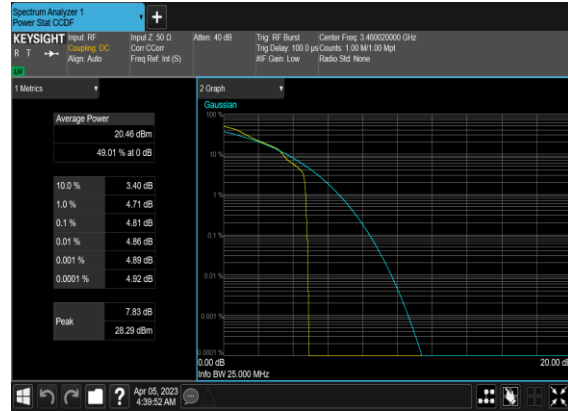 Spectrum Analyzer 1
Power Stat CCDF
KEYSIGHT
R T
LXI
Input: RF
Coupling: DC
Align: Auto
Input Z: 50 Ω
Corr CCorr
Freq Ref: Int (S)
Atten: 40 dB
Trig: RF Burst
Trig Delay: 100.0 µs
#IF Gain: Low
Center Freq: 3.460020000 GHz
Counts: 1.00 M/1.00 Mpt
Radio Std: None
1 Metrics
Average Power
20.46 dBm
49.01 % at 0 dB
10.0 % 3.40 dB
1.0 % 4.71 dB
0.1 % 4.81 dB
0.01 % 4.86 dB
0.001 % 4.89 dB
0.0001 % 4.92 dB
Peak
7.83 dB
28.29 dBm
2 Graph
Gaussian
100 %
10 %
1 %
0.1 %
0.01 %
0.001 %
0.0001 %
0.00 dB 20.00 dB
Info BW 25.000 MHz
?
Apr 05, 2023
4:39:52 AM